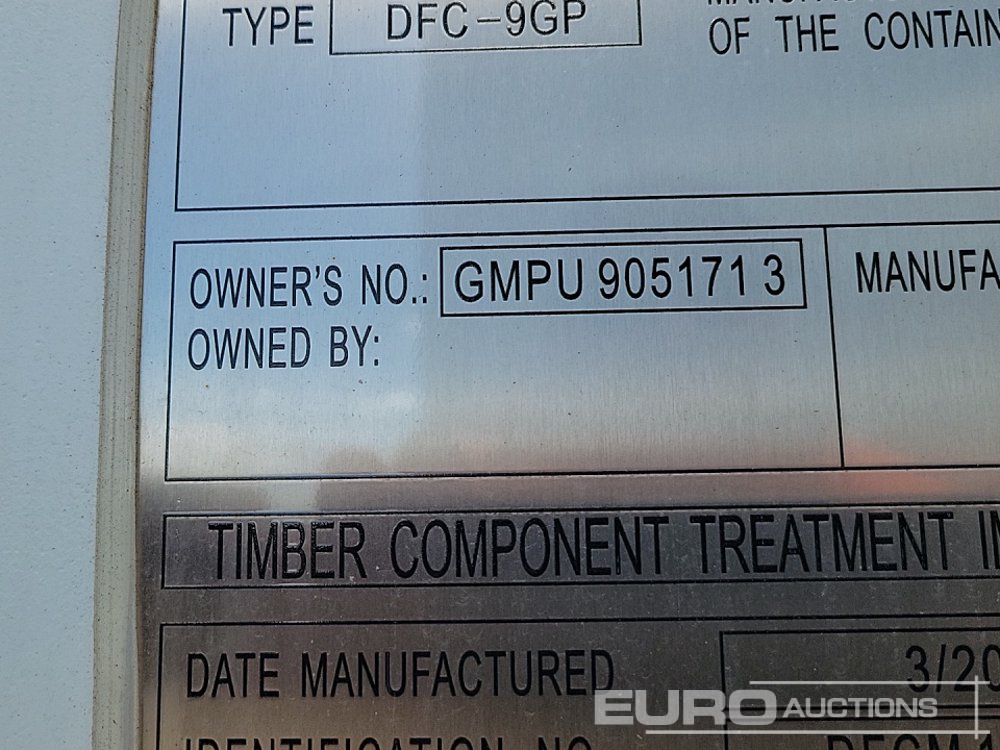 TYPE DFC-9GP
OF THE CONTAIN
OWNER'S NO.: GMPU 905171 3
MANUFA
OWNED BY:
TIMBER COMPONENT TREATMENT
DATE MANUFACTURED 3/20
EURO AUCTIONS